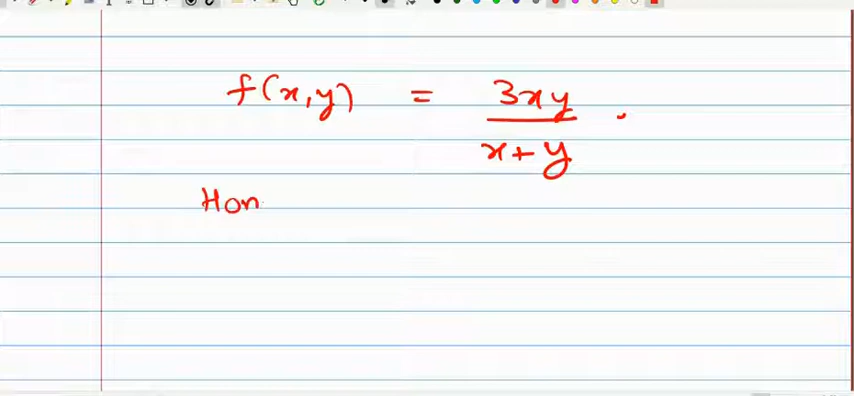 f(x,y) = 3xy / x+y .
Hon